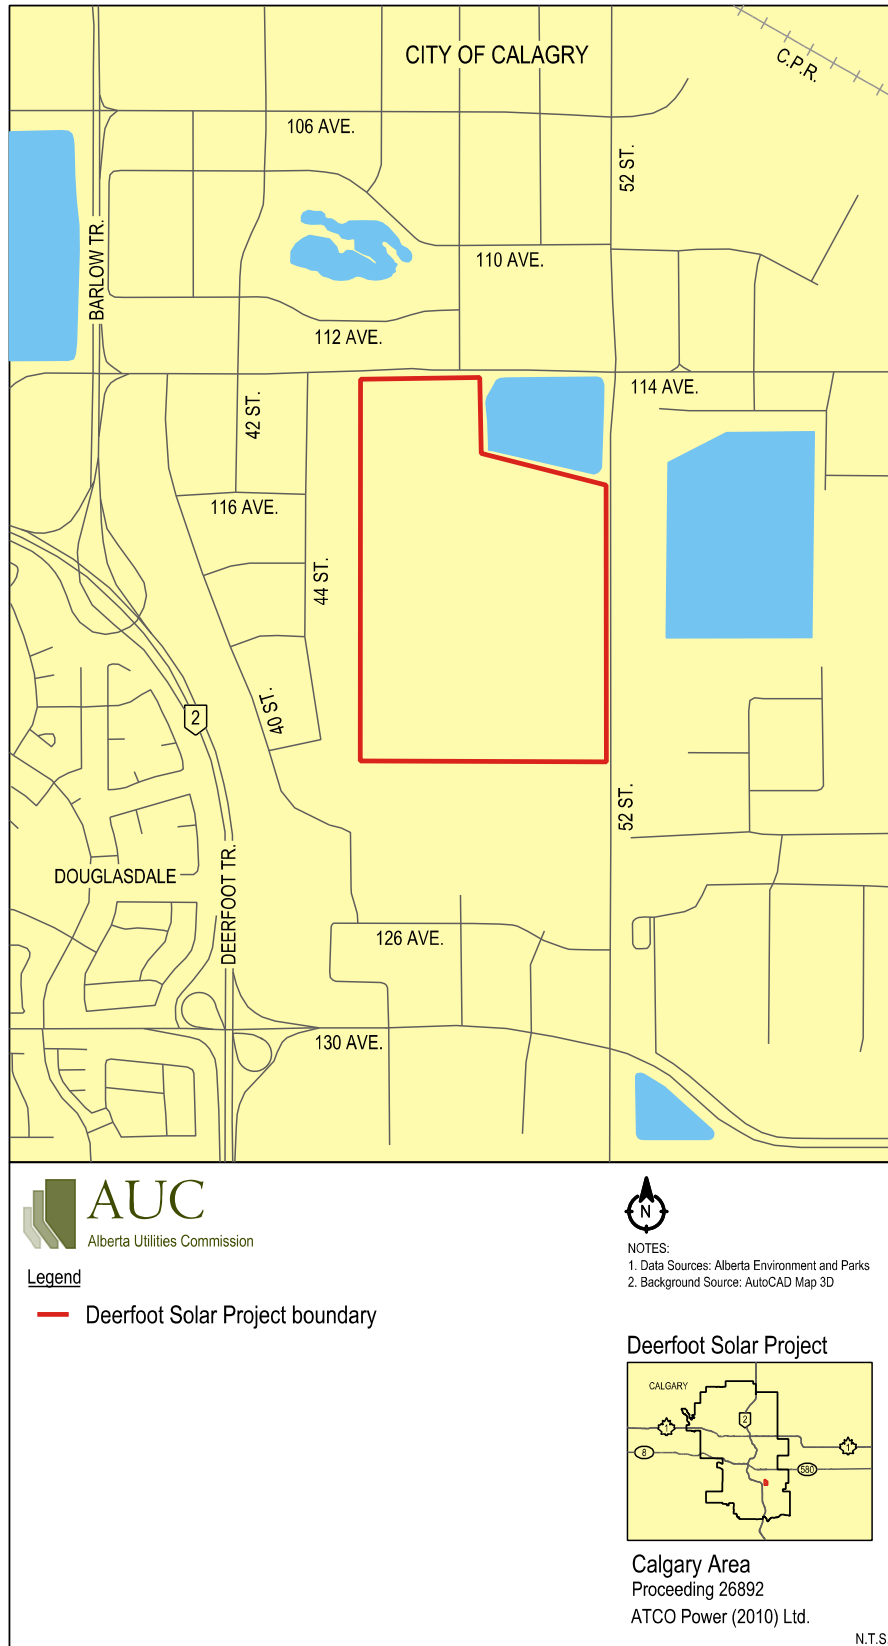 CITY OF CALAGRY
C.P.R.
106 AVE.
52 ST.
BARLOW TR.
110 AVE.
112 AVE.
114 AVE.
42 ST.
116 AVE.
44 ST.
40 ST.
2
52 ST.
DOUGLASDALE
DEERFOOT TR.
126 AVE.
130 AVE.
AUC
Alberta Utilities Commission
Legend
Deerfoot Solar Project boundary
N
NOTES:
1. Data Sources: Alberta Environment and Parks
2. Background Source: AutoCAD Map 3D
Deerfoot Solar Project
CALGARY
2
1
1
8
580
Calgary Area
Proceeding 26892
ATCO Power (2010) Ltd.
N.T.S